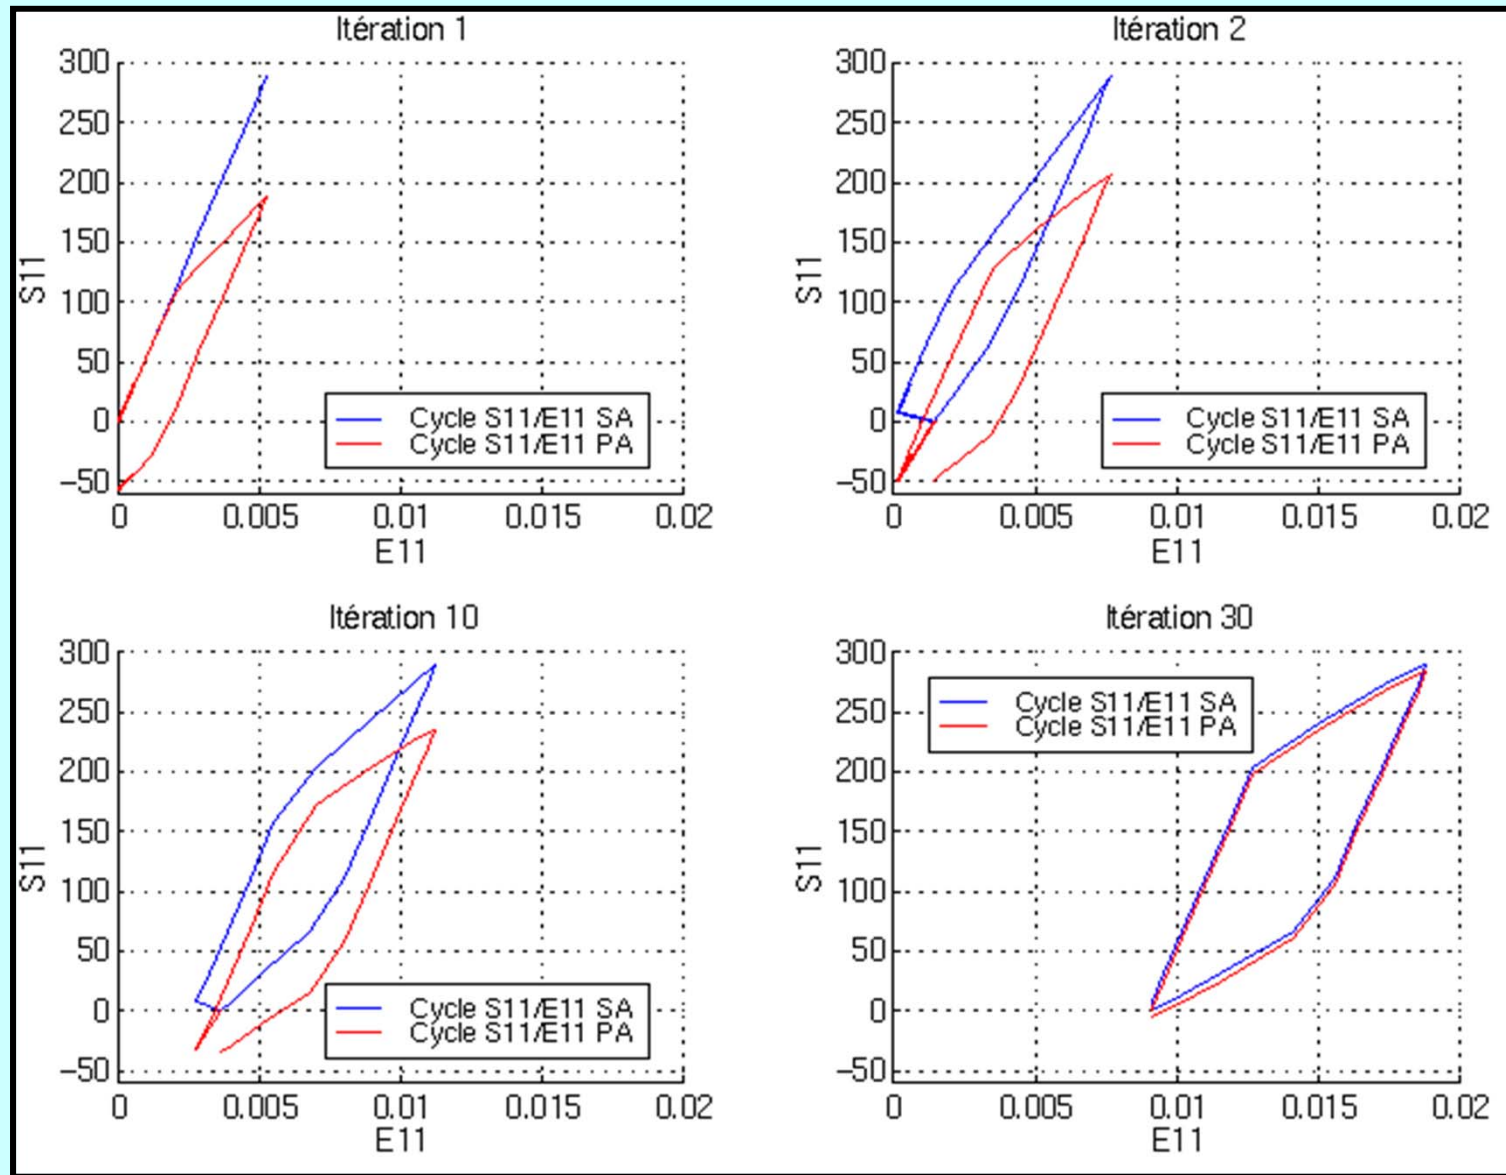 Itération 1
300
250
200
150
100
50
0
−50
S11
0 0.005 0.01 0.015 0.02
E11
Cycle S11/E11 SA
Cycle S11/E11 PA
Itération 2
300
250
200
150
100
50
0
−50
S11
0 0.005 0.01 0.015 0.02
E11
Cycle S11/E11 SA
Cycle S11/E11 PA
Itération 10
300
250
200
150
100
50
0
−50
S11
0 0.005 0.01 0.015 0.02
E11
Cycle S11/E11 SA
Cycle S11/E11 PA
Itération 30
300
250
200
150
100
50
0
−50
S11
0 0.005 0.01 0.015 0.02
E11
Cycle S11/E11 SA
Cycle S11/E11 PA